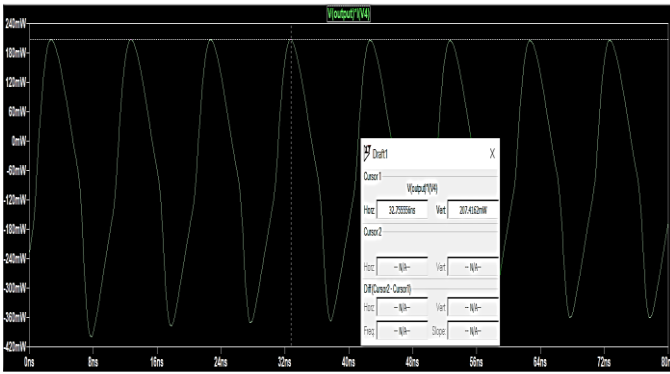 V(output)*I(V4)
240mW
180mW
120mW
60mW
0mW
-60mW
-120mW
-180mW
-240mW
-300mW
-360mW
-420mW
0ns 8ns 16ns 24ns 32ns 40ns 48ns 56ns 64ns 72ns 80ns
Draft1 X
Cursor 1
V(output)*I(V4)
Horz: 32.755556ns Vert: 207.4162mW
Cursor 2
Horz: -- N/A-- Vert: -- N/A--
Diff (Cursor2 - Cursor1)
Horz: -- N/A-- Vert: -- N/A--
Freq: -- N/A-- Slope: -- N/A--